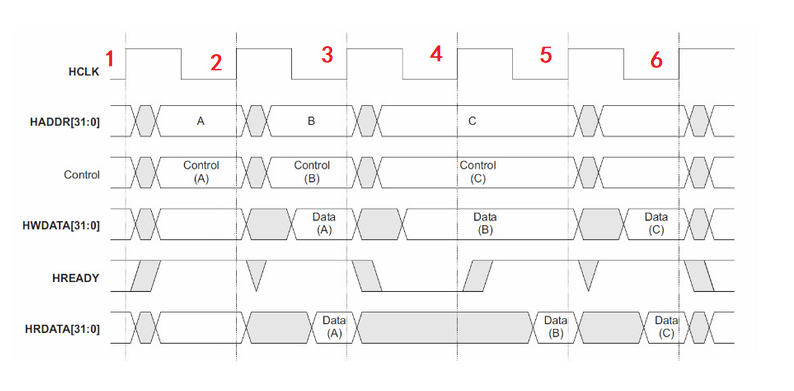 1 2 3 4 5 6
HCLK
HADDR[31:0] A B C
Control Control (A) Control (B) Control (C)
HWDATA[31:0] Data (A) Data (B) Data (C)
HREADY
HRDATA[31:0] Data (A) Data (B) Data (C)